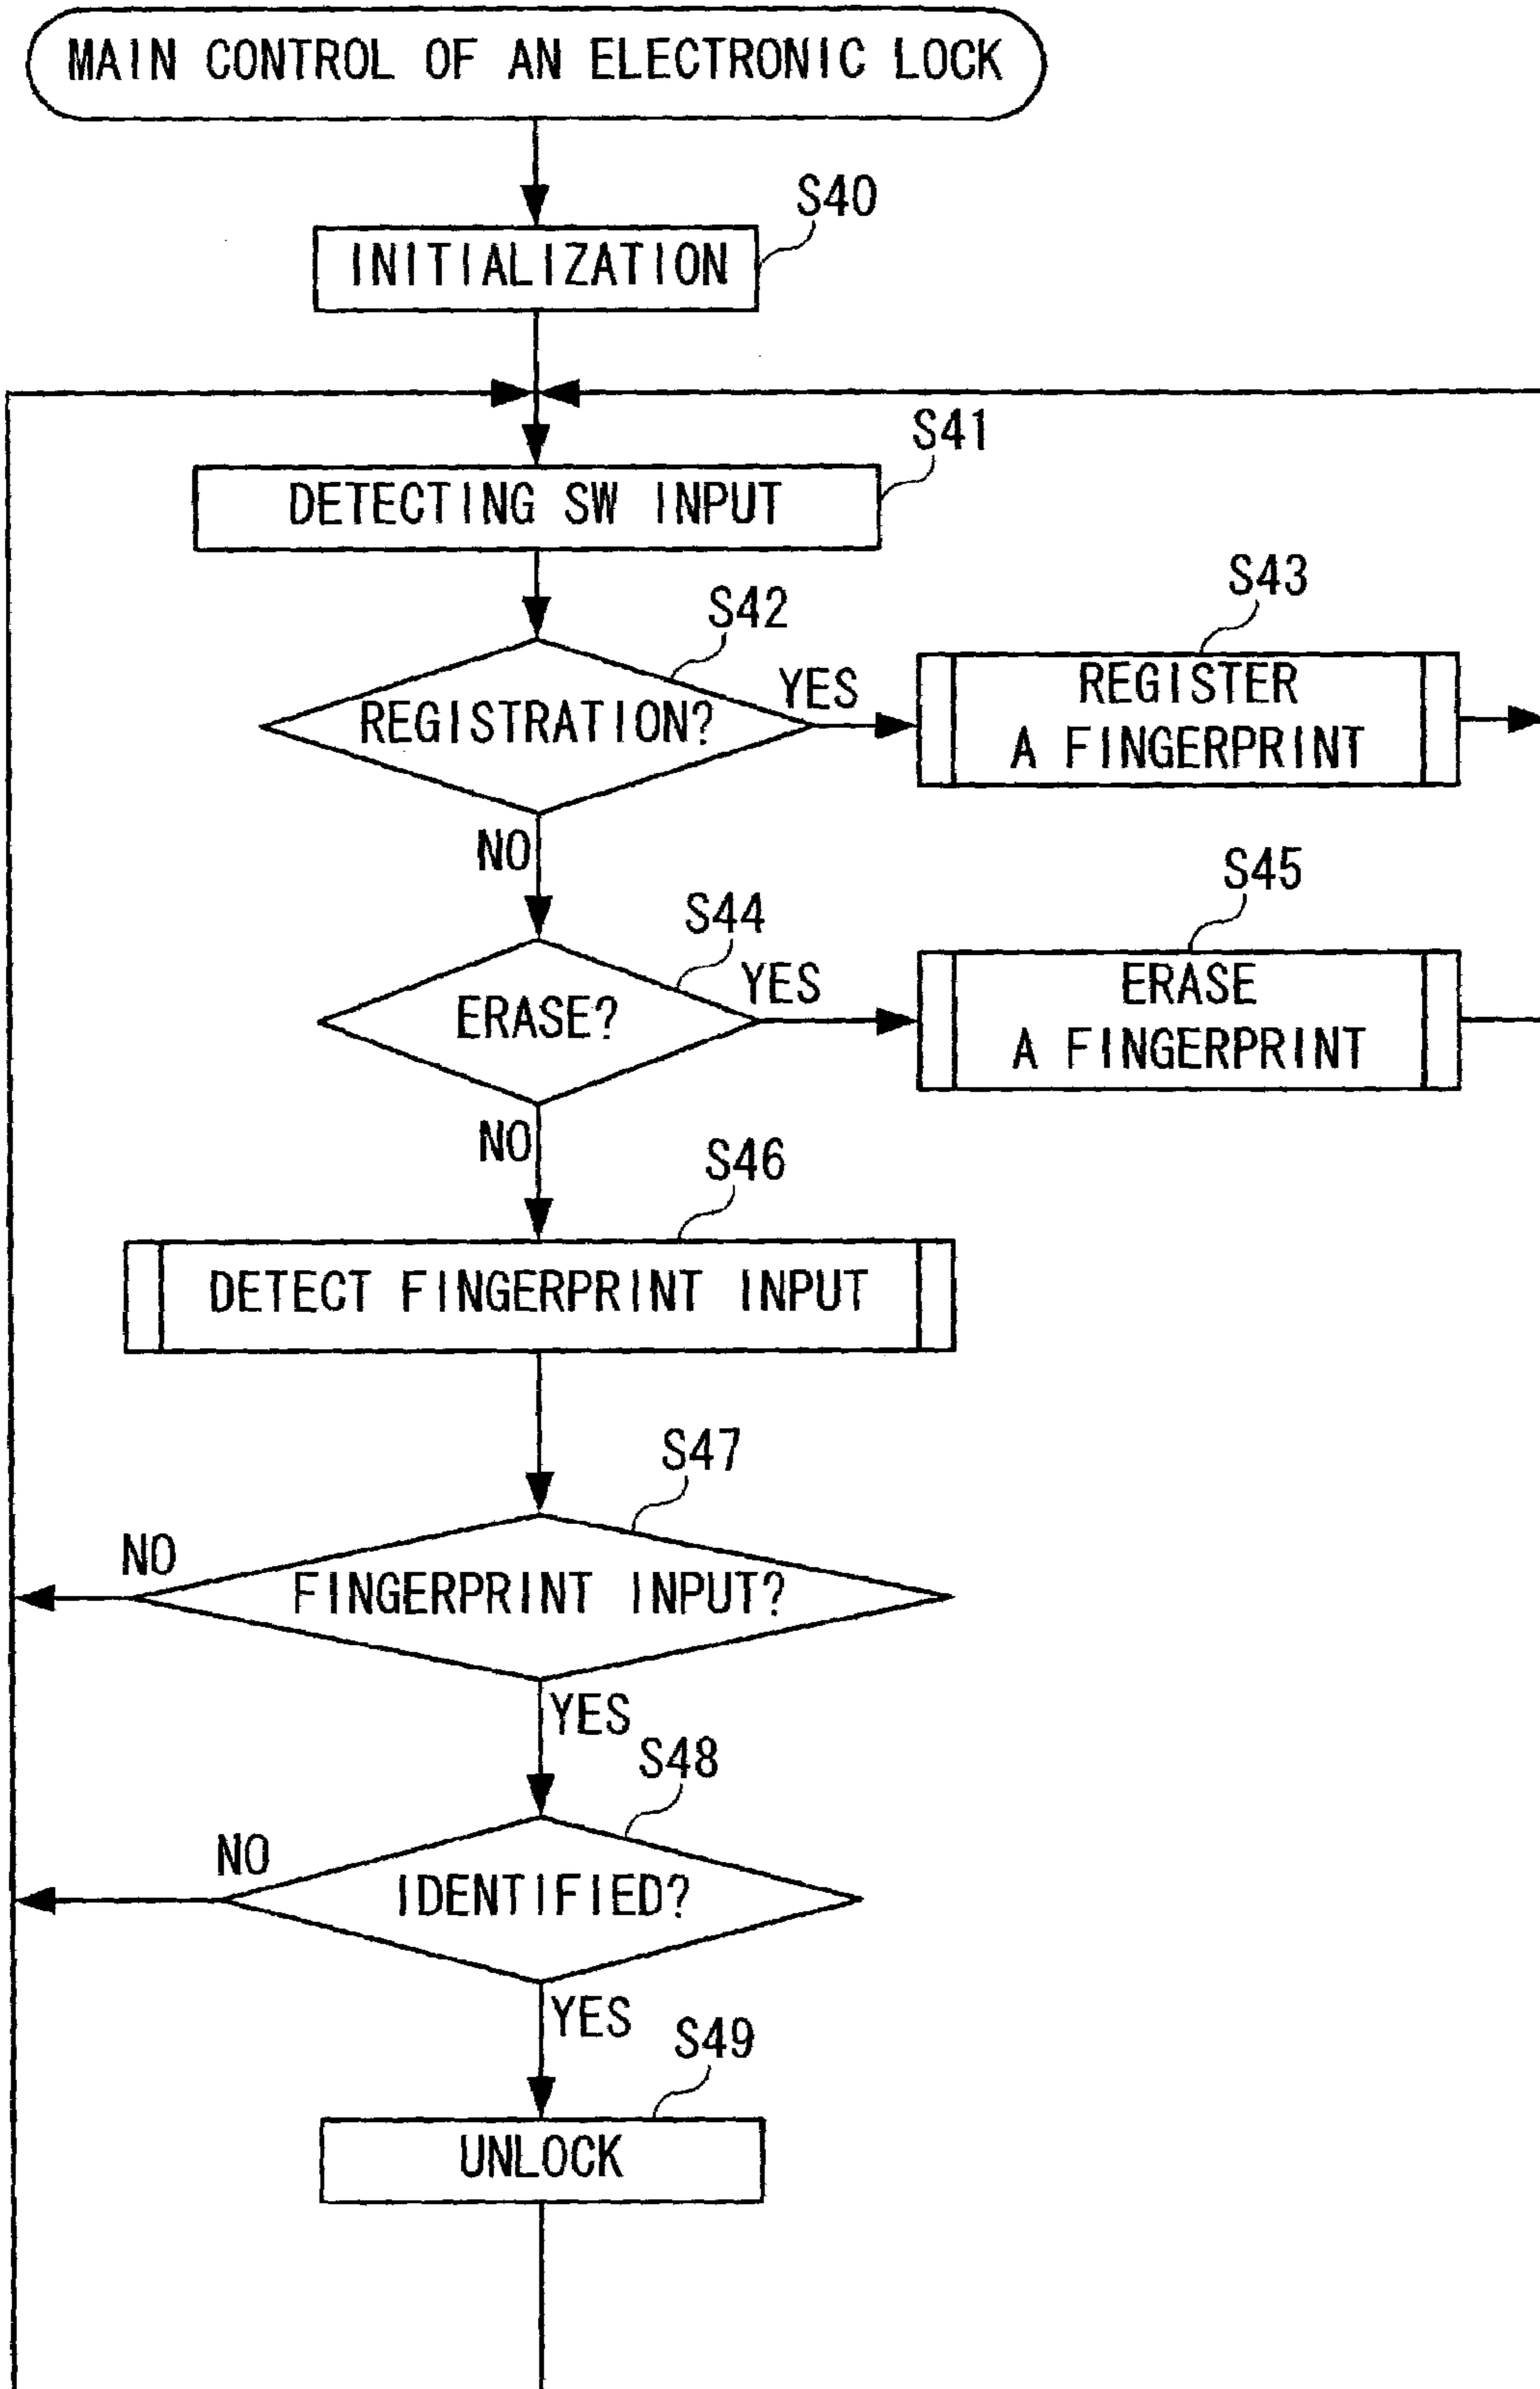 MAIN CONTROL OF AN ELECTRONIC LOCK
S40
INITIALIZATION
S41
DETECTING SW INPUT
S42
REGISTRATION?
YES
S43
REGISTER
A FINGERPRINT
NO
S44
ERASE?
YES
S45
ERASE
A FINGERPRINT
NO
S46
DETECT FINGERPRINT INPUT
S47
NO
FINGERPRINT INPUT?
YES
S48
NO
IDENTIFIED?
YES
S49
UNLOCK